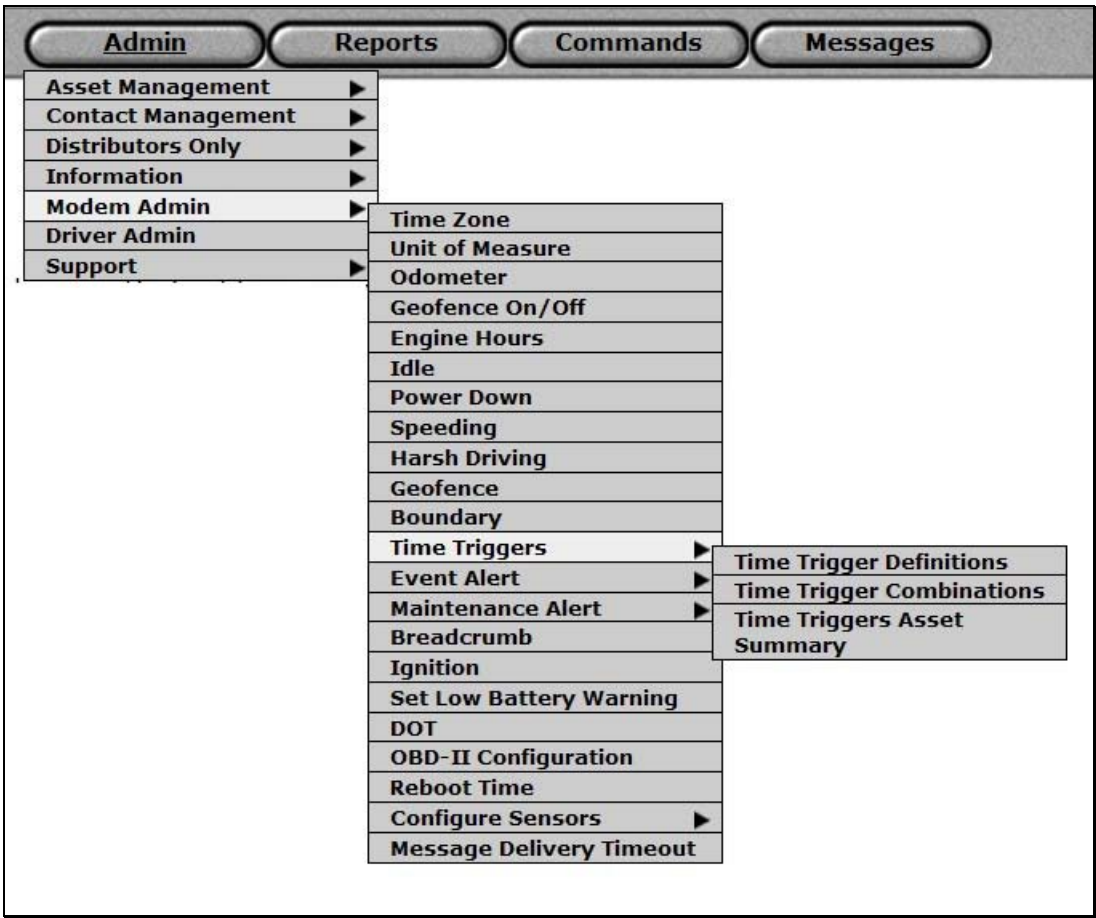 Admin Reports Commands Messages
Asset Management
Contact Management
Distributors Only
Information
Modem Admin
Driver Admin
Support
Time Zone
Unit of Measure
Odometer
Geofence On/Off
Engine Hours
Idle
Power Down
Speeding
Harsh Driving
Geofence
Boundary
Time Triggers
Event Alert
Maintenance Alert
Breadcrumb
Ignition
Set Low Battery Warning
DOT
OBD-II Configuration
Reboot Time
Configure Sensors
Message Delivery Timeout
Time Trigger Definitions
Time Trigger Combinations
Time Triggers Asset
Summary